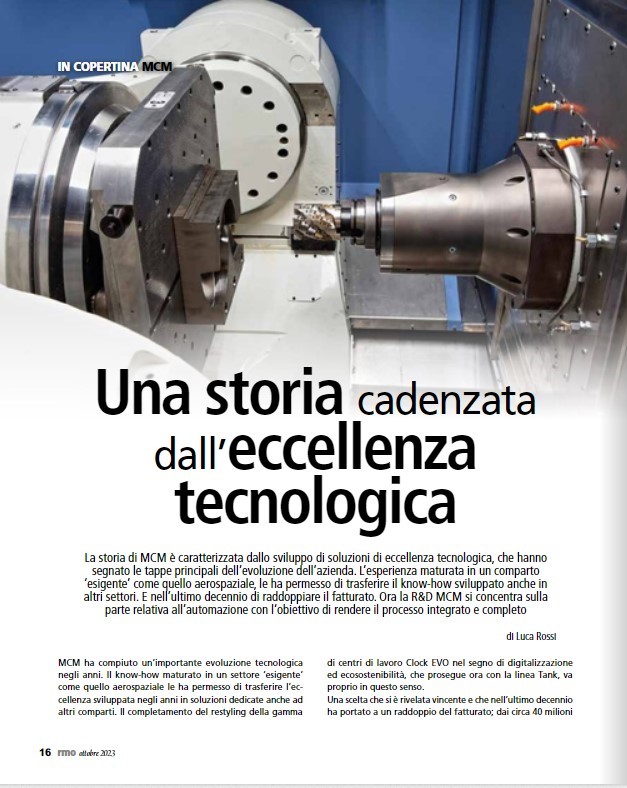 IN COPERTINA MCM
Una storia cadenzata
dall'eccellenza
tecnologica
La storia di MCM è caratterizzata dallo sviluppo di soluzioni di eccellenza tecnologica, che hanno
segnato le tappe principali dell'evoluzione dell'azienda. L'esperienza maturata in un comparto
'esigente' come quello aerospaziale, le ha permesso di trasferire il know-how sviluppato anche in
altri settori. E nell'ultimo decennio di raddoppiare il fatturato. Ora la R&D MCM si concentra sulla
parte relativa all'automazione con l'obiettivo di rendere il processo integrato e completo
di Luca Rossi
MCM ha compiuto un'importante evoluzione tecnologica
negli anni. Il know-how maturato in un settore 'esigente'
come quello aerospaziale le ha permesso di trasferire l'ec-
cellenza sviluppata negli anni in soluzioni dedicate anche ad
altri comparti. Il completamento del restyling della gamma
di centri di lavoro Clock EVO nel segno di digitalizzazione
ed ecosostenibilità, che prosegue ora con la linea Tank, va
proprio in questo senso.
Una scelta che si è rivelata vincente e che nell'ultimo decennio
ha portato a un raddoppio del fatturato; dai circa 40 milioni
16 rmo ottobre 2023